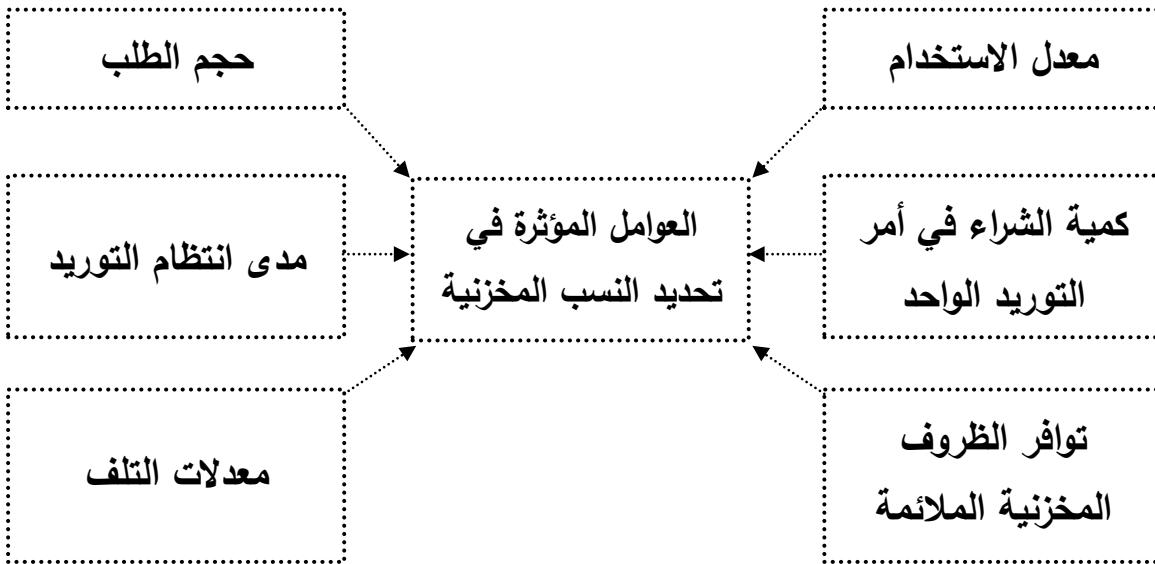 معدل الاستخدام
حجم الطلب
العوامل المؤثرة في
تحديد النسب المخزنية
كمية الشراء في أمر
التوريد الواحد
مدى انتظام التوريد
توافر الظروف
المخزنية الملائمة
معدلات التلف